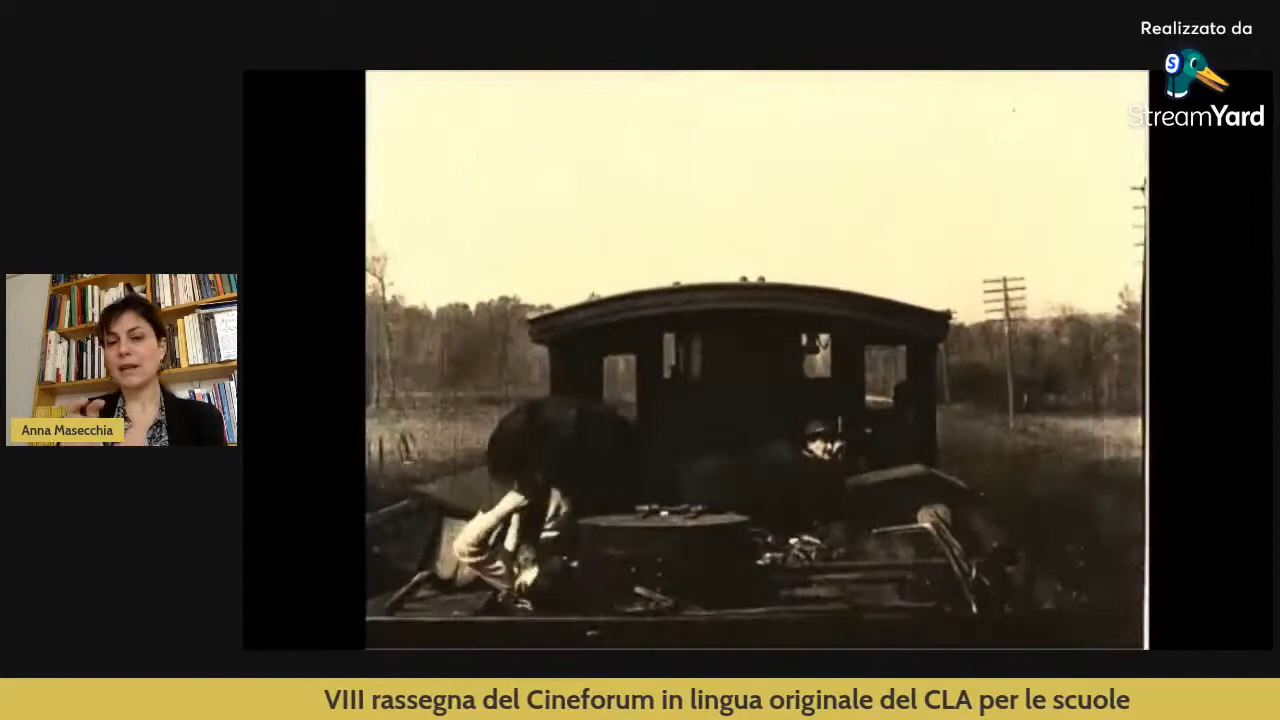 Realizzato da
StreamYard
Anna Masecchia
VIII rassegna del Cineforum in lingua originale del CLA per le scuole